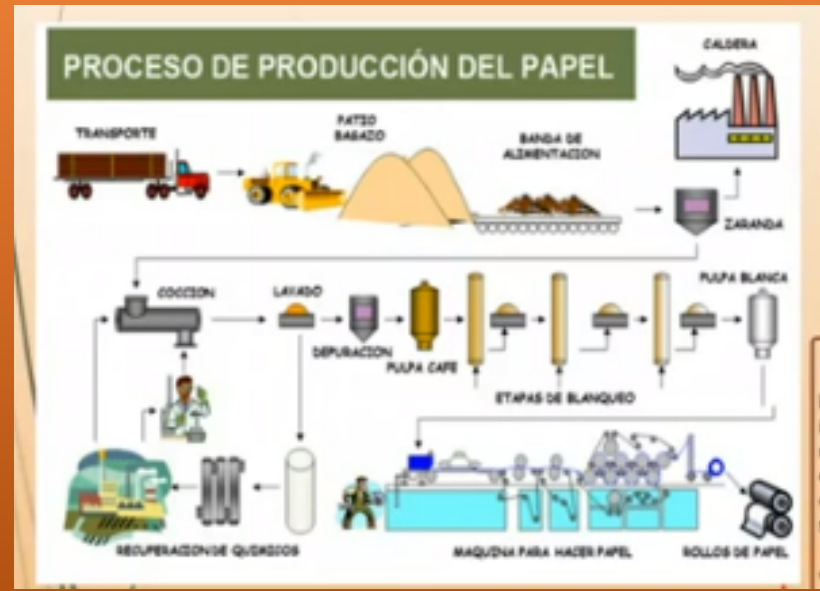 PROCESO DE PRODUCCIÓN DEL PAPEL
CALDERA
TRANSPORTE
PATIO
BAGAZO
BANDA DE
ALIMENTACION
ZARANDA
COCCION
LAVADO
PULPA BLANCA
DEPURACION
PULPA CAFE
ETAPAS DE BLANQUEO
RECUPERACION DE QUIMICOS
MAQUINA PARA HACER PAPEL
ROLLOS DE PAPEL